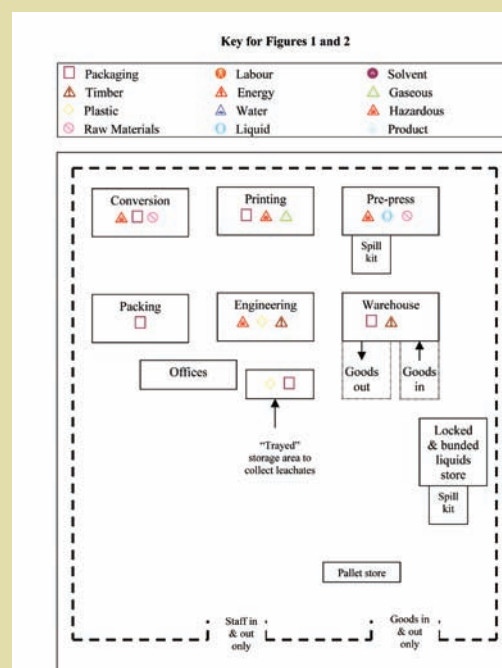 Key for Figures 1 and 2
Packaging
Labour
Solvent
Timber
Energy
Gaseous
Plastic
Water
Hazardous
Raw Materials
Liquid
Product
Conversion
Printing
Pre-press
Spill
kit
Packing
Engineering
Warehouse
Offices
Goods
out
Goods
in
"Trayed"
storage area to
collect leachates
Locked
& bunded
liquids
store
Spill
kit
Pallet store
Staff in
& out
only
Goods in
& out
only